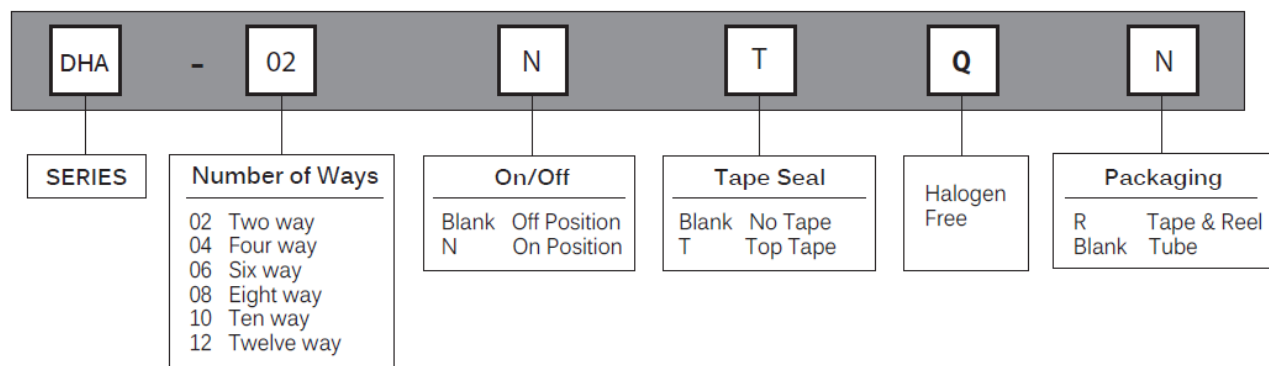 DHA - 02 N T Q N
SERIES
Number of Ways
02 Two way
04 Four way
06 Six way
08 Eight way
10 Ten way
12 Twelve way
On/Off
Blank Off Position
N On Position
Tape Seal
Blank No Tape
T Top Tape
Halogen
Free
Packaging
R Tape & Reel
Blank Tube